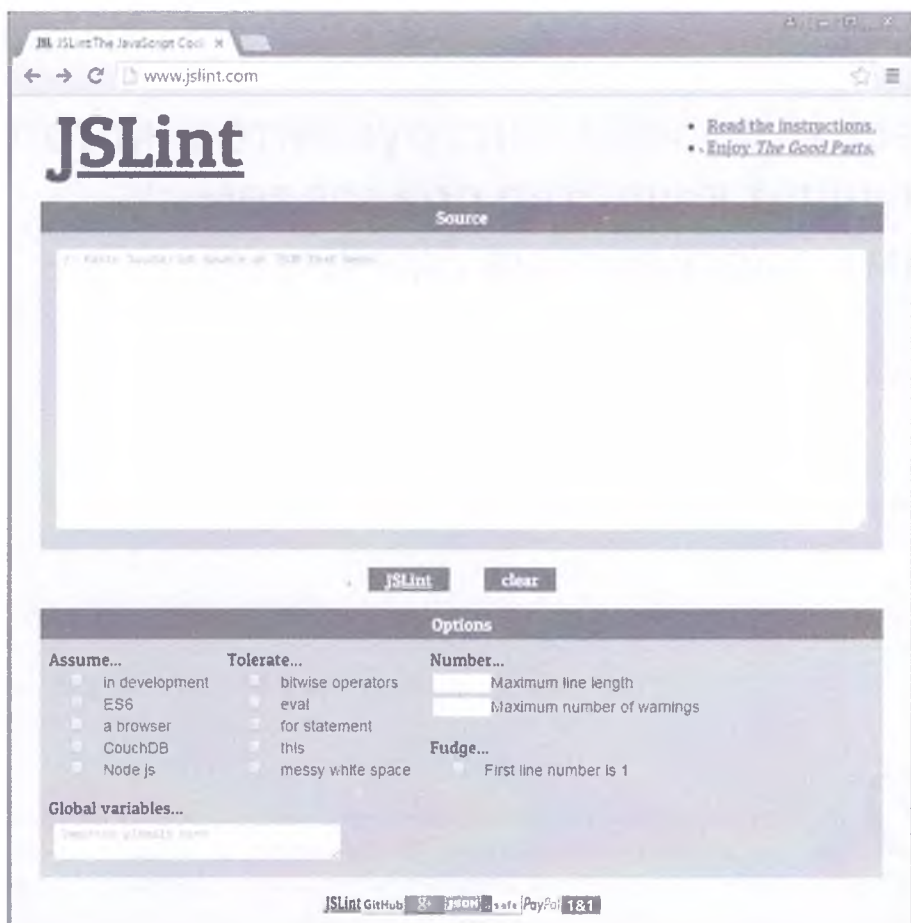 JSLint The JavaScript Cod
www.jslint.com
JSLint
• Read the instructions.
• Enjoy The Good Parts.
Source
JSLint clear
Options
Assume... Tolerate... Number...
in development bitwise operators Maximum line length
ES6 eval Maximum number of warnings
a browser for statement
CouchDB this Fudge...
Node js messy white space First line number is 1
Global variables...
JSLint GitHub g+ JSON safe PayPal 1&1